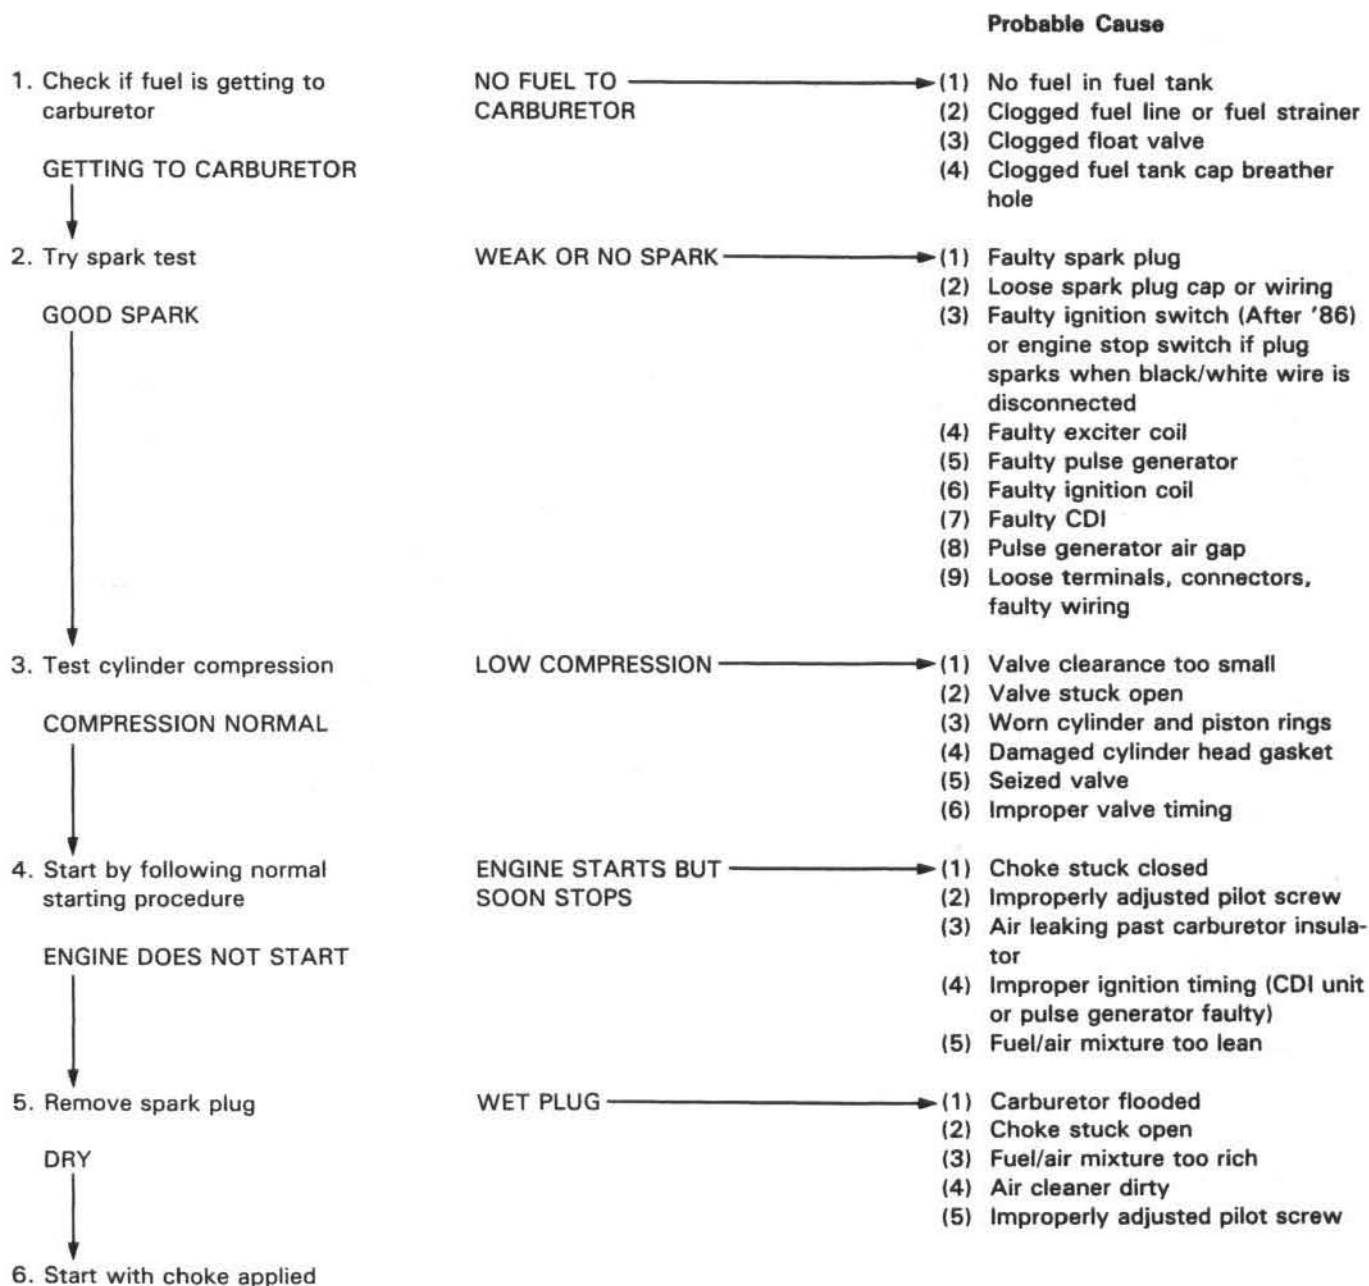 Probable Cause
1. Check if fuel is getting to
carburetor
NO FUEL TO
CARBURETOR
(1) No fuel in fuel tank
(2) Clogged fuel line or fuel strainer
(3) Clogged float valve
(4) Clogged fuel tank cap breather
hole
GETTING TO CARBURETOR
2. Try spark test
WEAK OR NO SPARK
(1) Faulty spark plug
(2) Loose spark plug cap or wiring
(3) Faulty ignition switch (After '86)
or engine stop switch if plug
sparks when black/white wire is
disconnected
(4) Faulty exciter coil
(5) Faulty pulse generator
(6) Faulty ignition coil
(7) Faulty CDI
(8) Pulse generator air gap
(9) Loose terminals, connectors,
faulty wiring
GOOD SPARK
3. Test cylinder compression
LOW COMPRESSION
(1) Valve clearance too small
(2) Valve stuck open
(3) Worn cylinder and piston rings
(4) Damaged cylinder head gasket
(5) Seized valve
(6) Improper valve timing
COMPRESSION NORMAL
4. Start by following normal
starting procedure
ENGINE STARTS BUT
SOON STOPS
(1) Choke stuck closed
(2) Improperly adjusted pilot screw
(3) Air leaking past carburetor insula-
tor
(4) Improper ignition timing (CDI unit
or pulse generator faulty)
(5) Fuel/air mixture too lean
ENGINE DOES NOT START
5. Remove spark plug
WET PLUG
(1) Carburetor flooded
(2) Choke stuck open
(3) Fuel/air mixture too rich
(4) Air cleaner dirty
(5) Improperly adjusted pilot screw
DRY
6. Start with choke applied